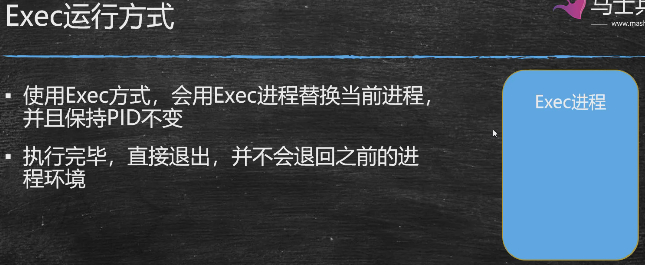 Exec运行方式
马士兵
www.mash
使用Exec方式，会用Exec进程替换当前进程，
并且保持PID不变
执行完毕，直接退出，并不会退回之前的进
程环境
Exec进程